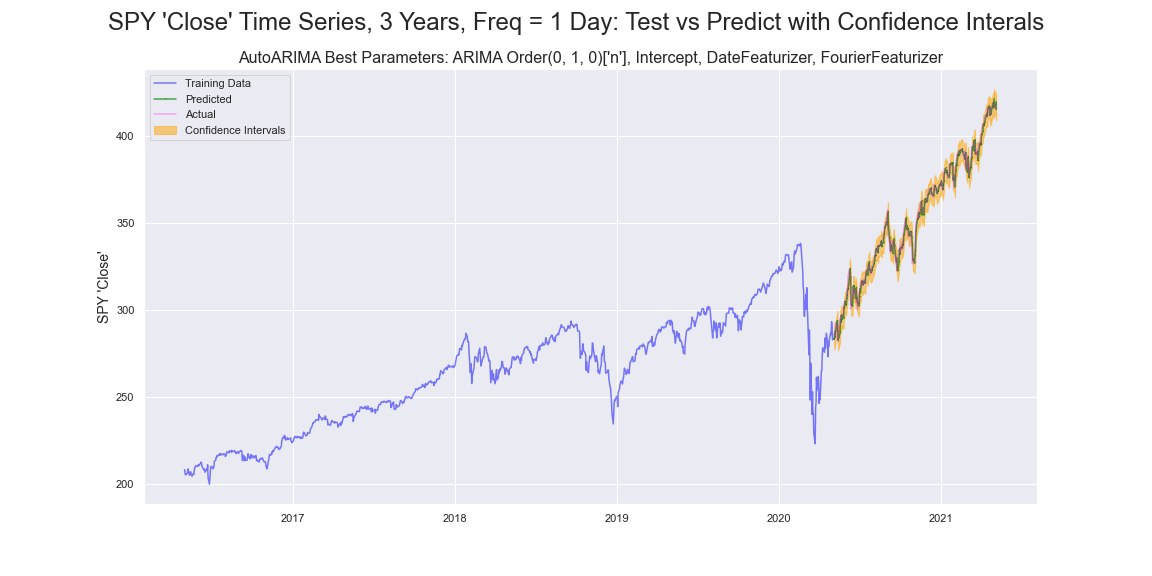 SPY 'Close' Time Series, 3 Years, Freq = 1 Day: Test vs Predict with Confidence Interals
AutoARIMA Best Parameters: ARIMA Order(0, 1, 0)['n'], Intercept, DateFeaturizer, FourierFeaturizer
Training Data
Predicted
Actual
Confidence Intervals
SPY 'Close'
400
350
300
250
200
2017 2018 2019 2020 2021